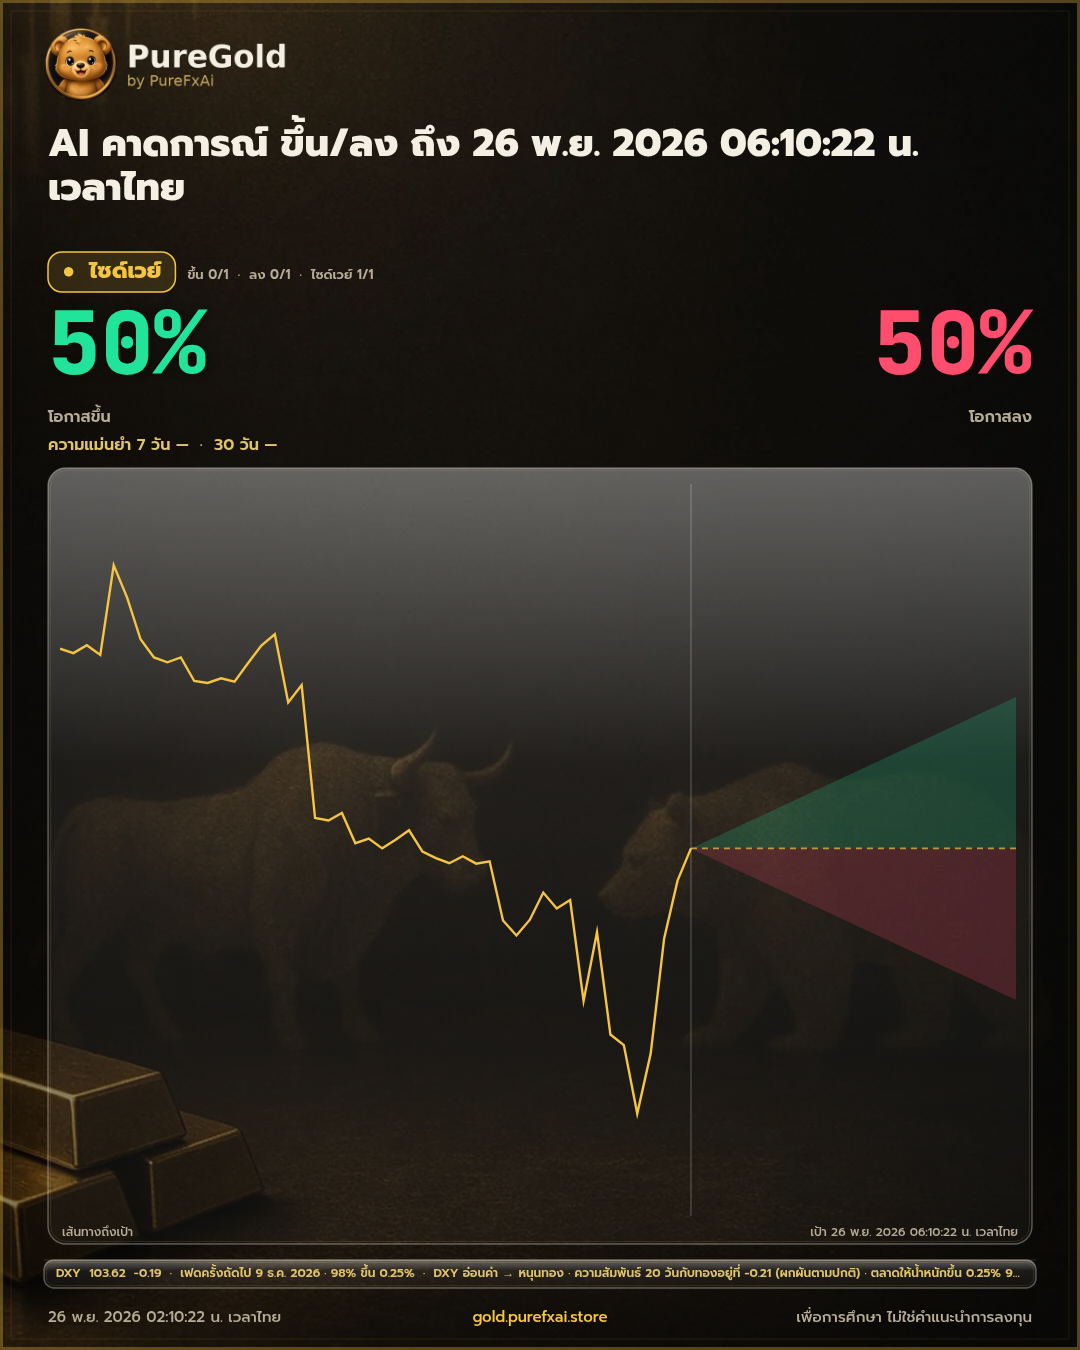 PureGold
by PureFxAi
AI คาดการณ์ ขึ้น/ลง ถึง 26 พ.ย. 2026 06:10:22 น.
เวลาไทย
ไซด์เวย์
ขึ้น 0/1 · ลง 0/1 · ไซด์เวย์ 1/1
50% 50%
โอกาสขึ้น โอกาสลง
ความแม่นยำ 7 วัน — · 30 วัน —
เส้นทางถึงเป้า เป้า 26 พ.ย. 2026 06:10:22 น. เวลาไทย
DXY 103.62 -0.19 · เฟดครั้งถัดไป 9 ธ.ค. 2026 · 98% ขึ้น 0.25% · DXY อ่อนค่า → หนุนทอง · ความสัมพันธ์ 20 วันกับทองอยู่ที่ -0.21 (ผกผันตามปกติ) · ตลาดให้น้ำหนักขึ้น 0.25% 9...
26 พ.ย. 2026 02:10:22 น. เวลาไทย gold.purefxai.store เพื่อการศึกษา ไม่ใช่คำแนะนำการลงทุน